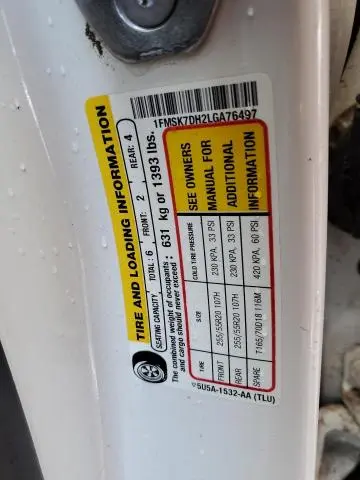 1FMSK7DH2LGA76497
TIRE AND LOADING INFORMATION
SEATING CAPACITY TOTAL: 6 FRONT: 2 REAR: 4
The combined weight of occupants and cargo should never exceed : 631 kg or 1393 lbs.
TIRE SIZE COLD TIRE PRESSURE
FRONT 255/55R20 107H 230 KPA, 33 PSI
REAR 255/55R20 107H 230 KPA, 33 PSI
SPARE T165/70D18 116M 420 KPA, 60 PSI
SEE OWNERS
MANUAL FOR
ADDITIONAL
INFORMATION
5U5A-1532-AA (TLU)